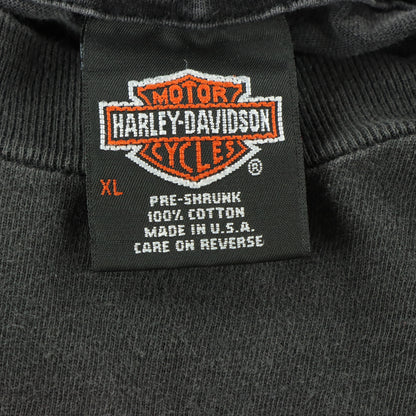 MOTOR
HARLEY-DAVIDSON
CYCLES
®
XL
PRE-SHRUNK
100% COTTON
MADE IN U.S.A.
CARE ON REVERSE